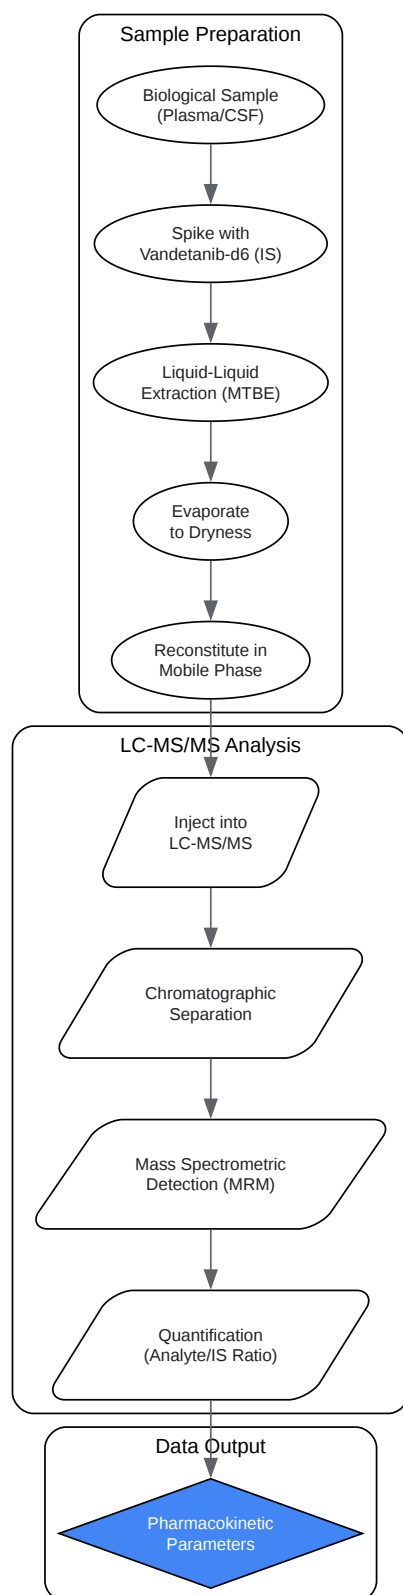 Sample Preparation
Biological Sample
(Plasma/CSF)
Spike with
Vandetanib-d6 (IS)
Liquid-Liquid
Extraction (MTBE)
Evaporate
to Dryness
Reconstitute in
Mobile Phase
LC-MS/MS Analysis
Inject into
LC-MS/MS
Chromatographic
Separation
Mass Spectrometric
Detection (MRM)
Quantification
(Analyte/IS Ratio)
Data Output
Pharmacokinetic
Parameters